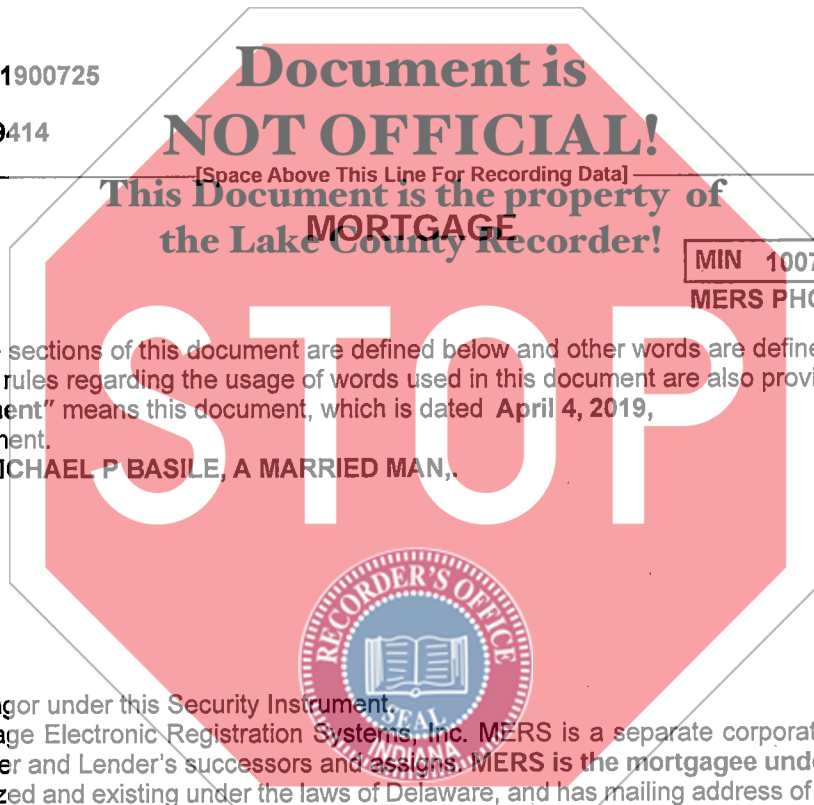 1900725
Document is
9414
NOT OFFICIAL!
[Space Above This Line For Recording Data]
This Document is the property of
MORTGAGE
the Lake County Recorder!
MIN 1007
MERS PHO
STOP
sections of this document are defined below and other words are define
rules regarding the usage of words used in this document are also provi
ent" means this document, which is dated April 4, 2019,
ment.
ICHAEL P BASILE, A MARRIED MAN,.
RECORDER'S OFFICE
SEAL
INDIANA
gor under this Security Instrument.
age Electronic Registration Systems, Inc. MERS is a separate corporat
er and Lender's successors and assigns. MERS is the mortgagee unde
zed and existing under the laws of Delaware, and has mailing address of